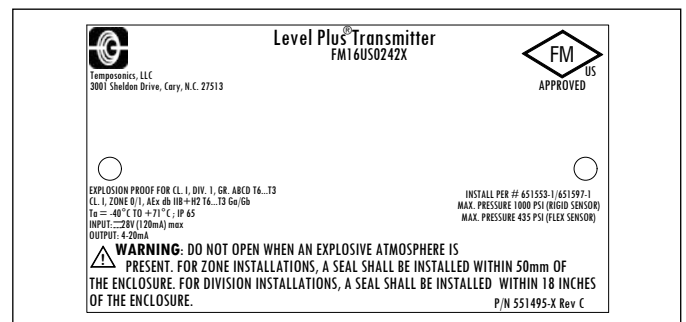 Level Plus® Transmitter
FM16US0242X
FM
US
APPROVED
Temposonics, LLC
3001 Sheldon Drive, Cary, N.C. 27513
EXPLOSION PROOF FOR CL. I, DIV. 1, GR. ABCD T6...T3
CL. I, ZONE 0/1, AEx db IIB+H2 T6...T3 Ga/Gb
Ta = -40°C TO +71°C ; IP 65
INPUT:⎓28V (120mA) max
OUTPUT: 4-20mA
INSTALL PER # 651553-1/651597-1
MAX. PRESSURE 1000 PSI (RIGID SENSOR)
MAX. PRESSURE 435 PSI (FLEX SENSOR)
WARNING: DO NOT OPEN WHEN AN EXPLOSIVE ATMOSPHERE IS
PRESENT. FOR ZONE INSTALLATIONS, A SEAL SHALL BE INSTALLED WITHIN 50mm OF
THE ENCLOSURE. FOR DIVISION INSTALLATIONS, A SEAL SHALL BE INSTALLED WITHIN 18 INCHES
OF THE ENCLOSURE.
P/N 551495-X Rev C